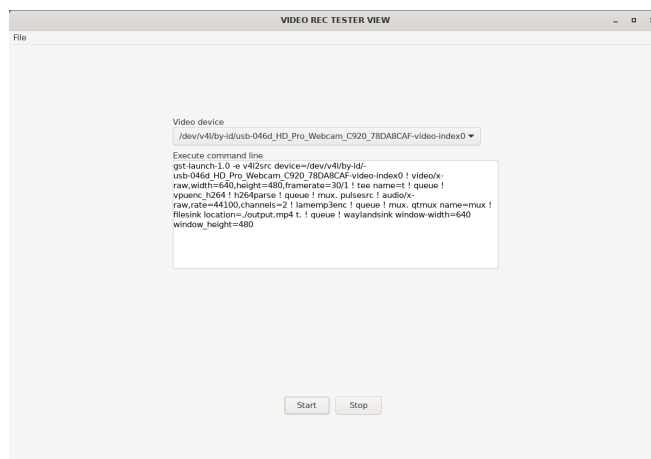 VIDEO REC TESTER VIEW
File
Video device
/dev/v4l/by-id/usb-046d_HD_Pro_Webcam_C920_78DA8CAF-video-index0
Execute command line
gst-launch-1.0 -e v4l2src device=/dev/v4l/by-id/-
usb-046d_HD_Pro_Webcam_C920_78DA8CAF-video-index0 ! video/x-
raw,width=640,height=480,framerate=30/1 ! tee name=t ! queue !
vpuenc_h264 ! h264parse ! queue ! mux. pulsesrc ! audio/x-
raw,rate=44100,channels=2 ! lamemp3enc ! queue ! mux. qtmux name=mux !
filesink location=./output.mp4 t. ! queue ! waylandsink window-width=640
window_height=480
Start Stop